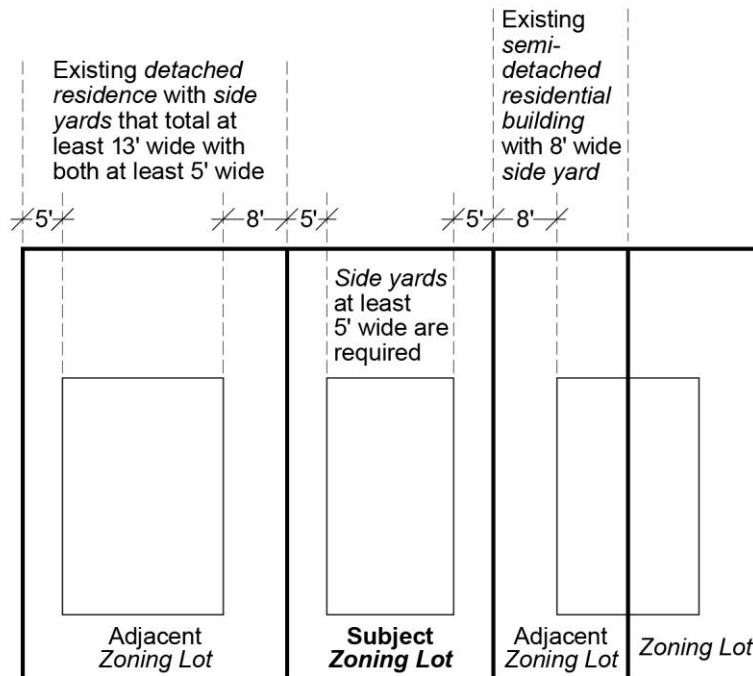 Existing detached
residence with side
yards that total at
least 13' wide with
both at least 5' wide
Existing
semi-
detached
residential
building
with 8' wide
side yard
5'
8'
5'
5'
8'
Side yards
at least
5' wide are
required
Adjacent
Zoning Lot
Subject
Zoning Lot
Adjacent
Zoning Lot
Zoning Lot